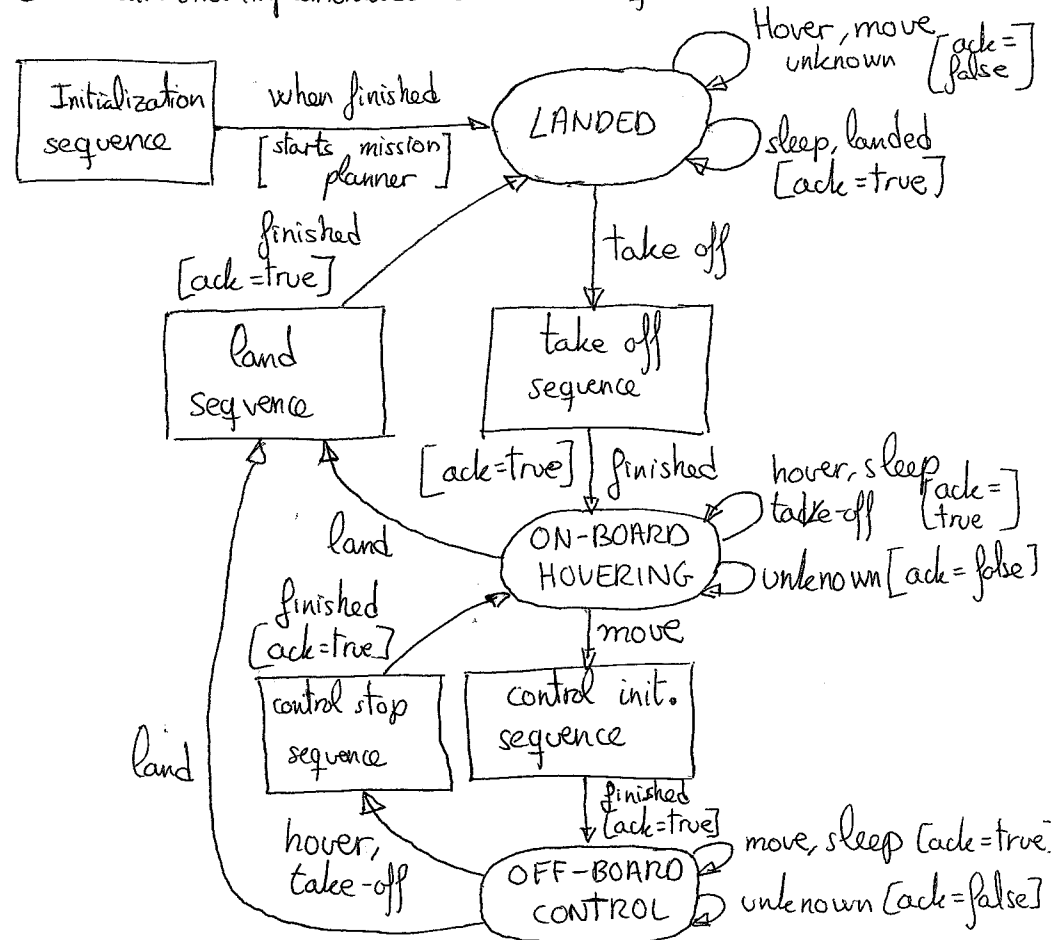 Hover, move
unknown [ack=
false]
Initialization
sequence
when finished
[starts mission
planner]
LANDED
sleep, landed
[ack=true]
finished
[ack=true]
take off
land
sequence
take off
sequence
[ack=true] finished
hover, sleep
take-off [ack=
true]
land
ON-BOARD
HOVERING
unknown [ack=false]
finished
[ack=true]
move
control stop
sequence
control init.
sequence
land
finished
[ack=true]
hover,
take-off
OFF-BOARD
CONTROL
move, sleep [ack=true]
unknown [ack=false]